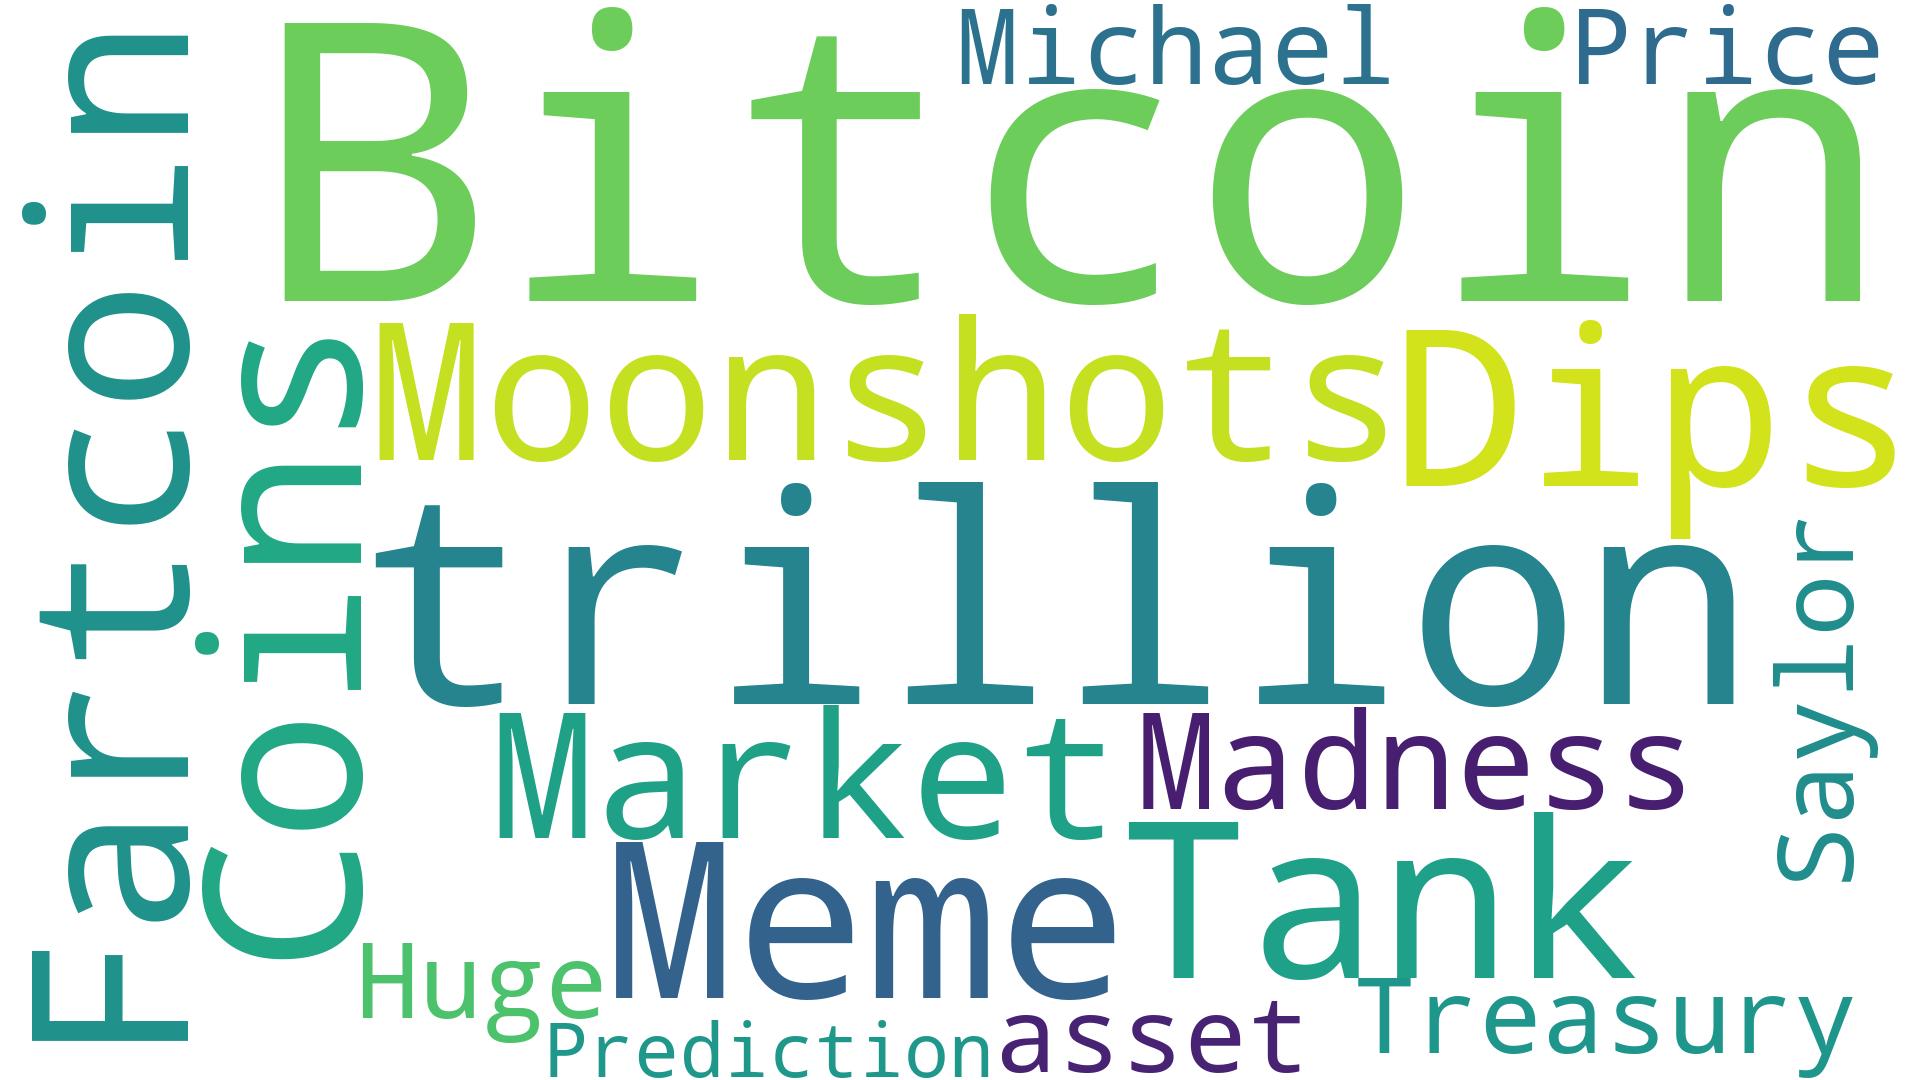 Fartcoin
Bitcoin
Michael
Price
Coins
Moonshots
Dips
trillion
Saylor
Market
Madness
Meme
Tank
Huge
Prediction
asset
Treasury